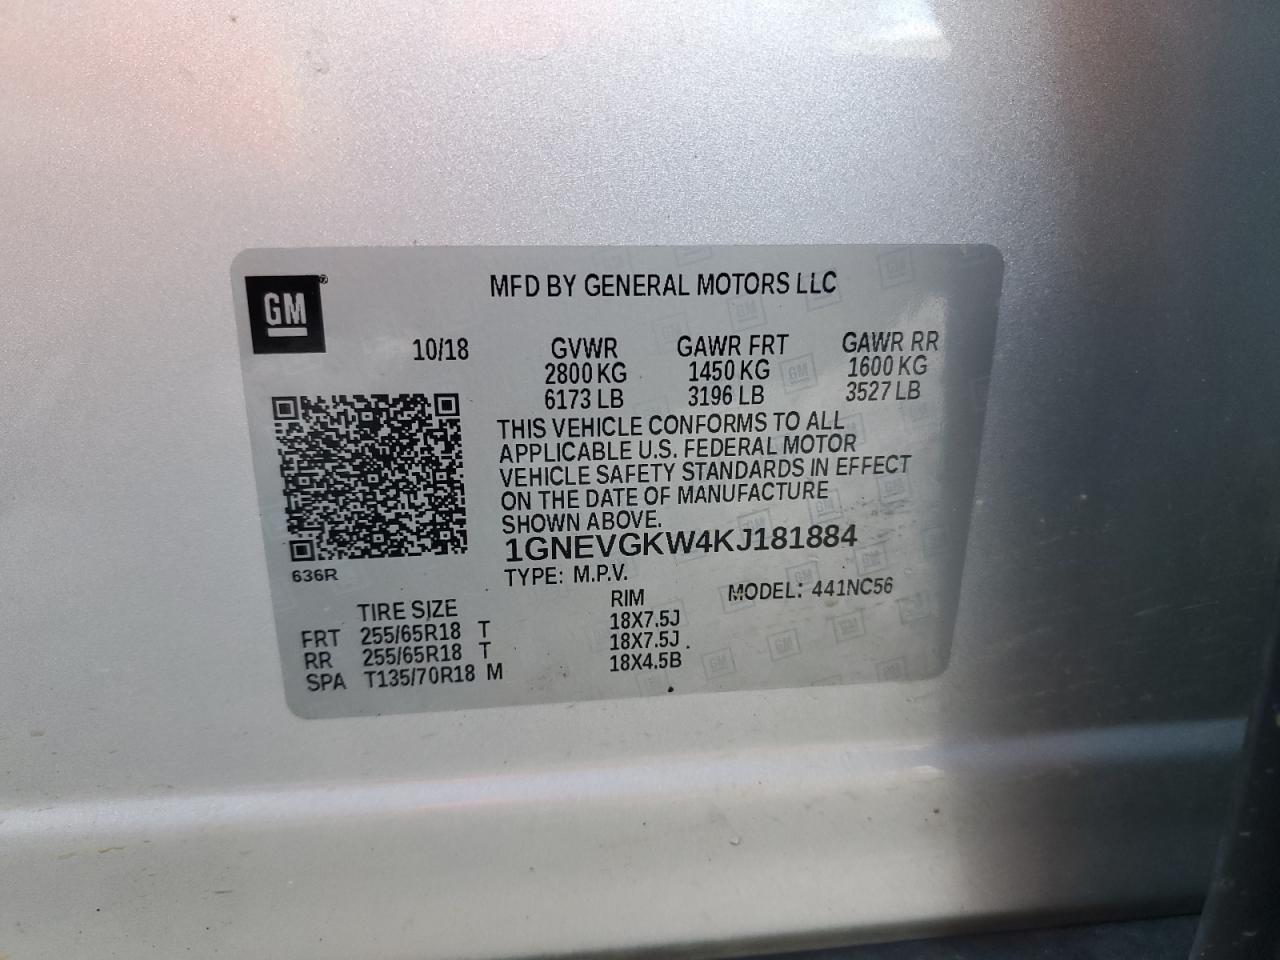 GM ®
MFD BY GENERAL MOTORS LLC
10/18
GVWR GAWR FRT GAWR RR
2800 KG 1450 KG 1600 KG
6173 LB 3196 LB 3527 LB
THIS VEHICLE CONFORMS TO ALL
APPLICABLE U.S. FEDERAL MOTOR
VEHICLE SAFETY STANDARDS IN EFFECT
ON THE DATE OF MANUFACTURE
SHOWN ABOVE.
1GNEVGKW4KJ181884
636R
TYPE: M.P.V. MODEL: 441NC56
TIRE SIZE RIM
FRT 255/65R18 T 18X7.5J
RR 255/65R18 T 18X7.5J
SPA T135/70R18 M 18X4.5B